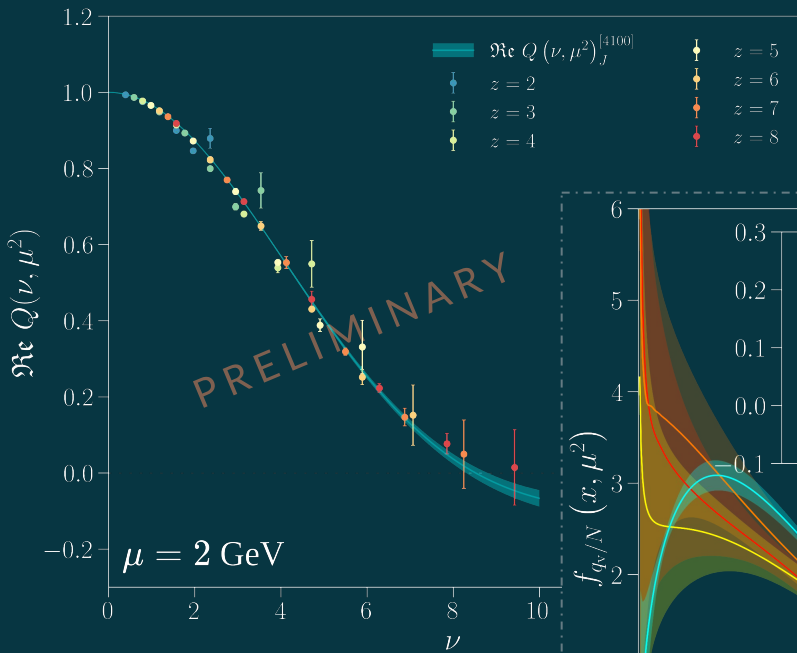 1.2
1.0
0.8
0.6
0.4
0.2
0.0
−0.2
0
2
4
6
8
10
ν
ℜe Q(ν, μ²)
ℜe Q (ν, μ²)_J^[4100]
z = 2
z = 3
z = 4
z = 5
z = 6
z = 7
z = 8
PRELIMINARY
μ = 2 GeV
6
5
4
3
2
f_{q_v/N} (x, μ²)
0.3
0.2
0.1
0.0
−0.1